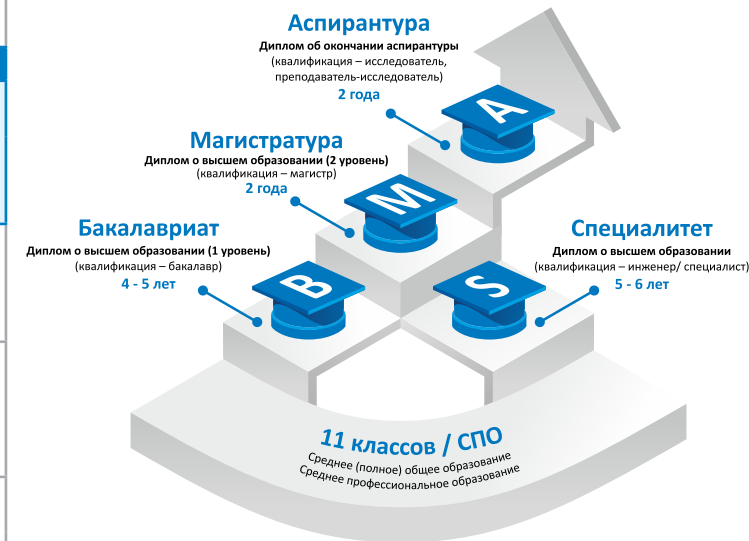 Аспирантура
Диплом об окончании аспирантуры
(квалификация – исследователь,
преподаватель-исследователь)
2 года
A
Магистратура
Диплом о высшем образовании (2 уровень)
(квалификация – магистр)
2 года
M
Бакалавриат
Диплом о высшем образовании (1 уровень)
(квалификация – бакалавр)
4 - 5 лет
B
Специалитет
Диплом о высшем образовании
(квалификация – инженер/ специалист)
5 - 6 лет
S
11 классов / СПО
Среднее (полное) общее образование
Среднее профессиональное образование